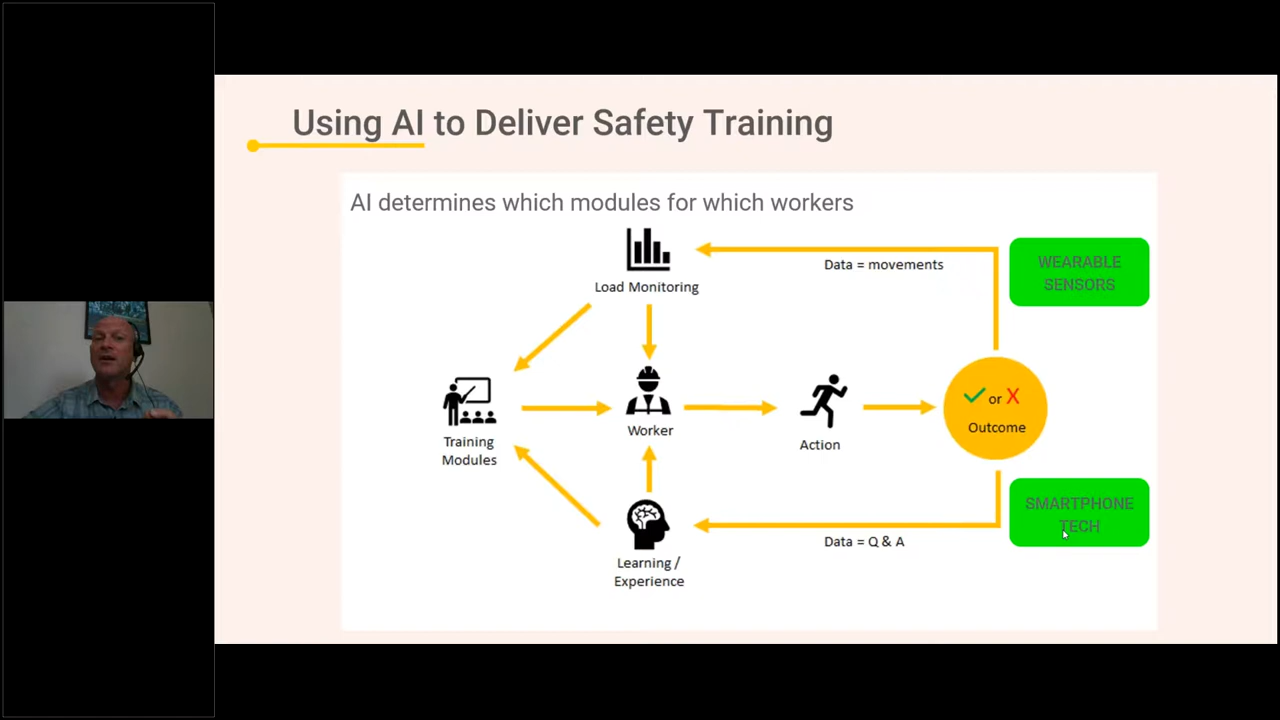 Using AI to Deliver Safety Training
AI determines which modules for which workers
Load Monitoring
Data = movements
WEARABLE
SENSORS
Training
Modules
Worker
Action
✓ or X
Outcome
Learning /
Experience
Data = Q & A
SMARTPHONE
TECH